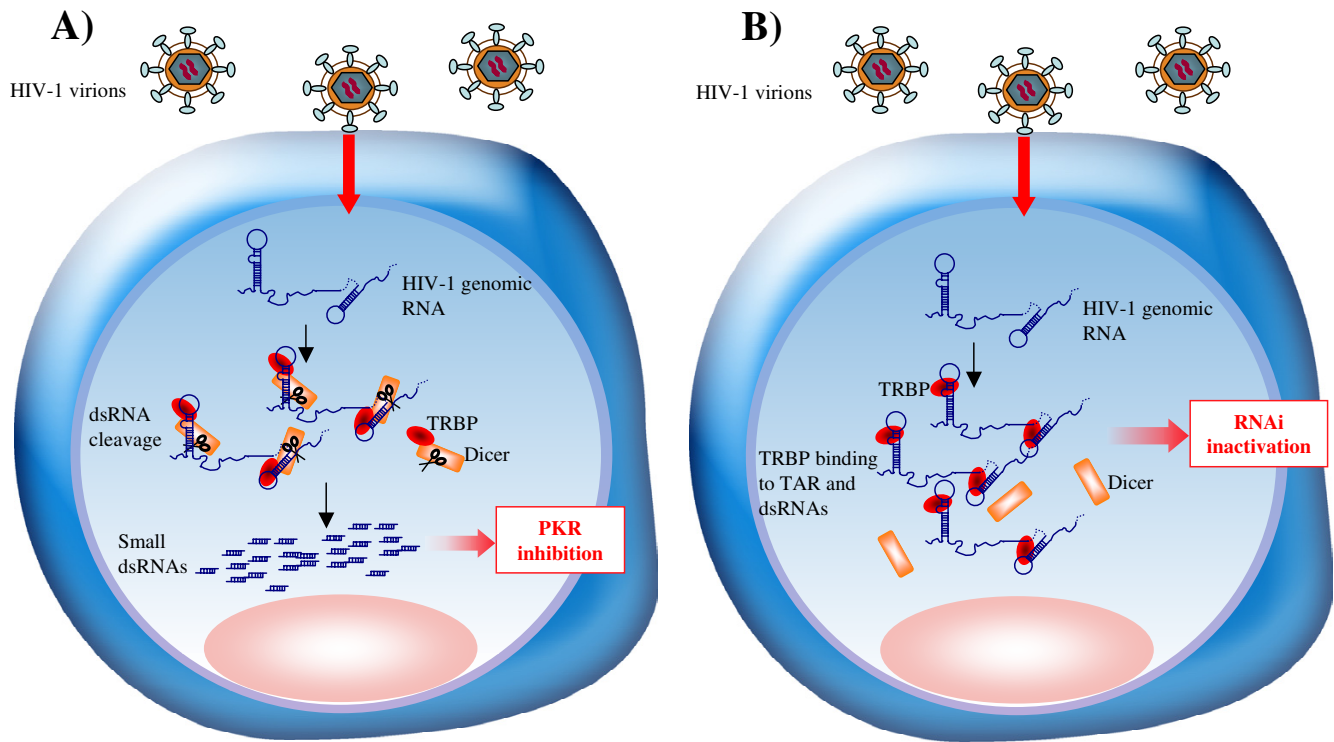 A)
HIV-1 virions
HIV-1 genomic
RNA
dsRNA
cleavage
TRBP
Dicer
Small
dsRNAs
PKR
inhibition
B)
HIV-1 virions
HIV-1 genomic
RNA
TRBP
RNAi
inactivation
TRBP binding
to TAR and
dsRNAs
Dicer